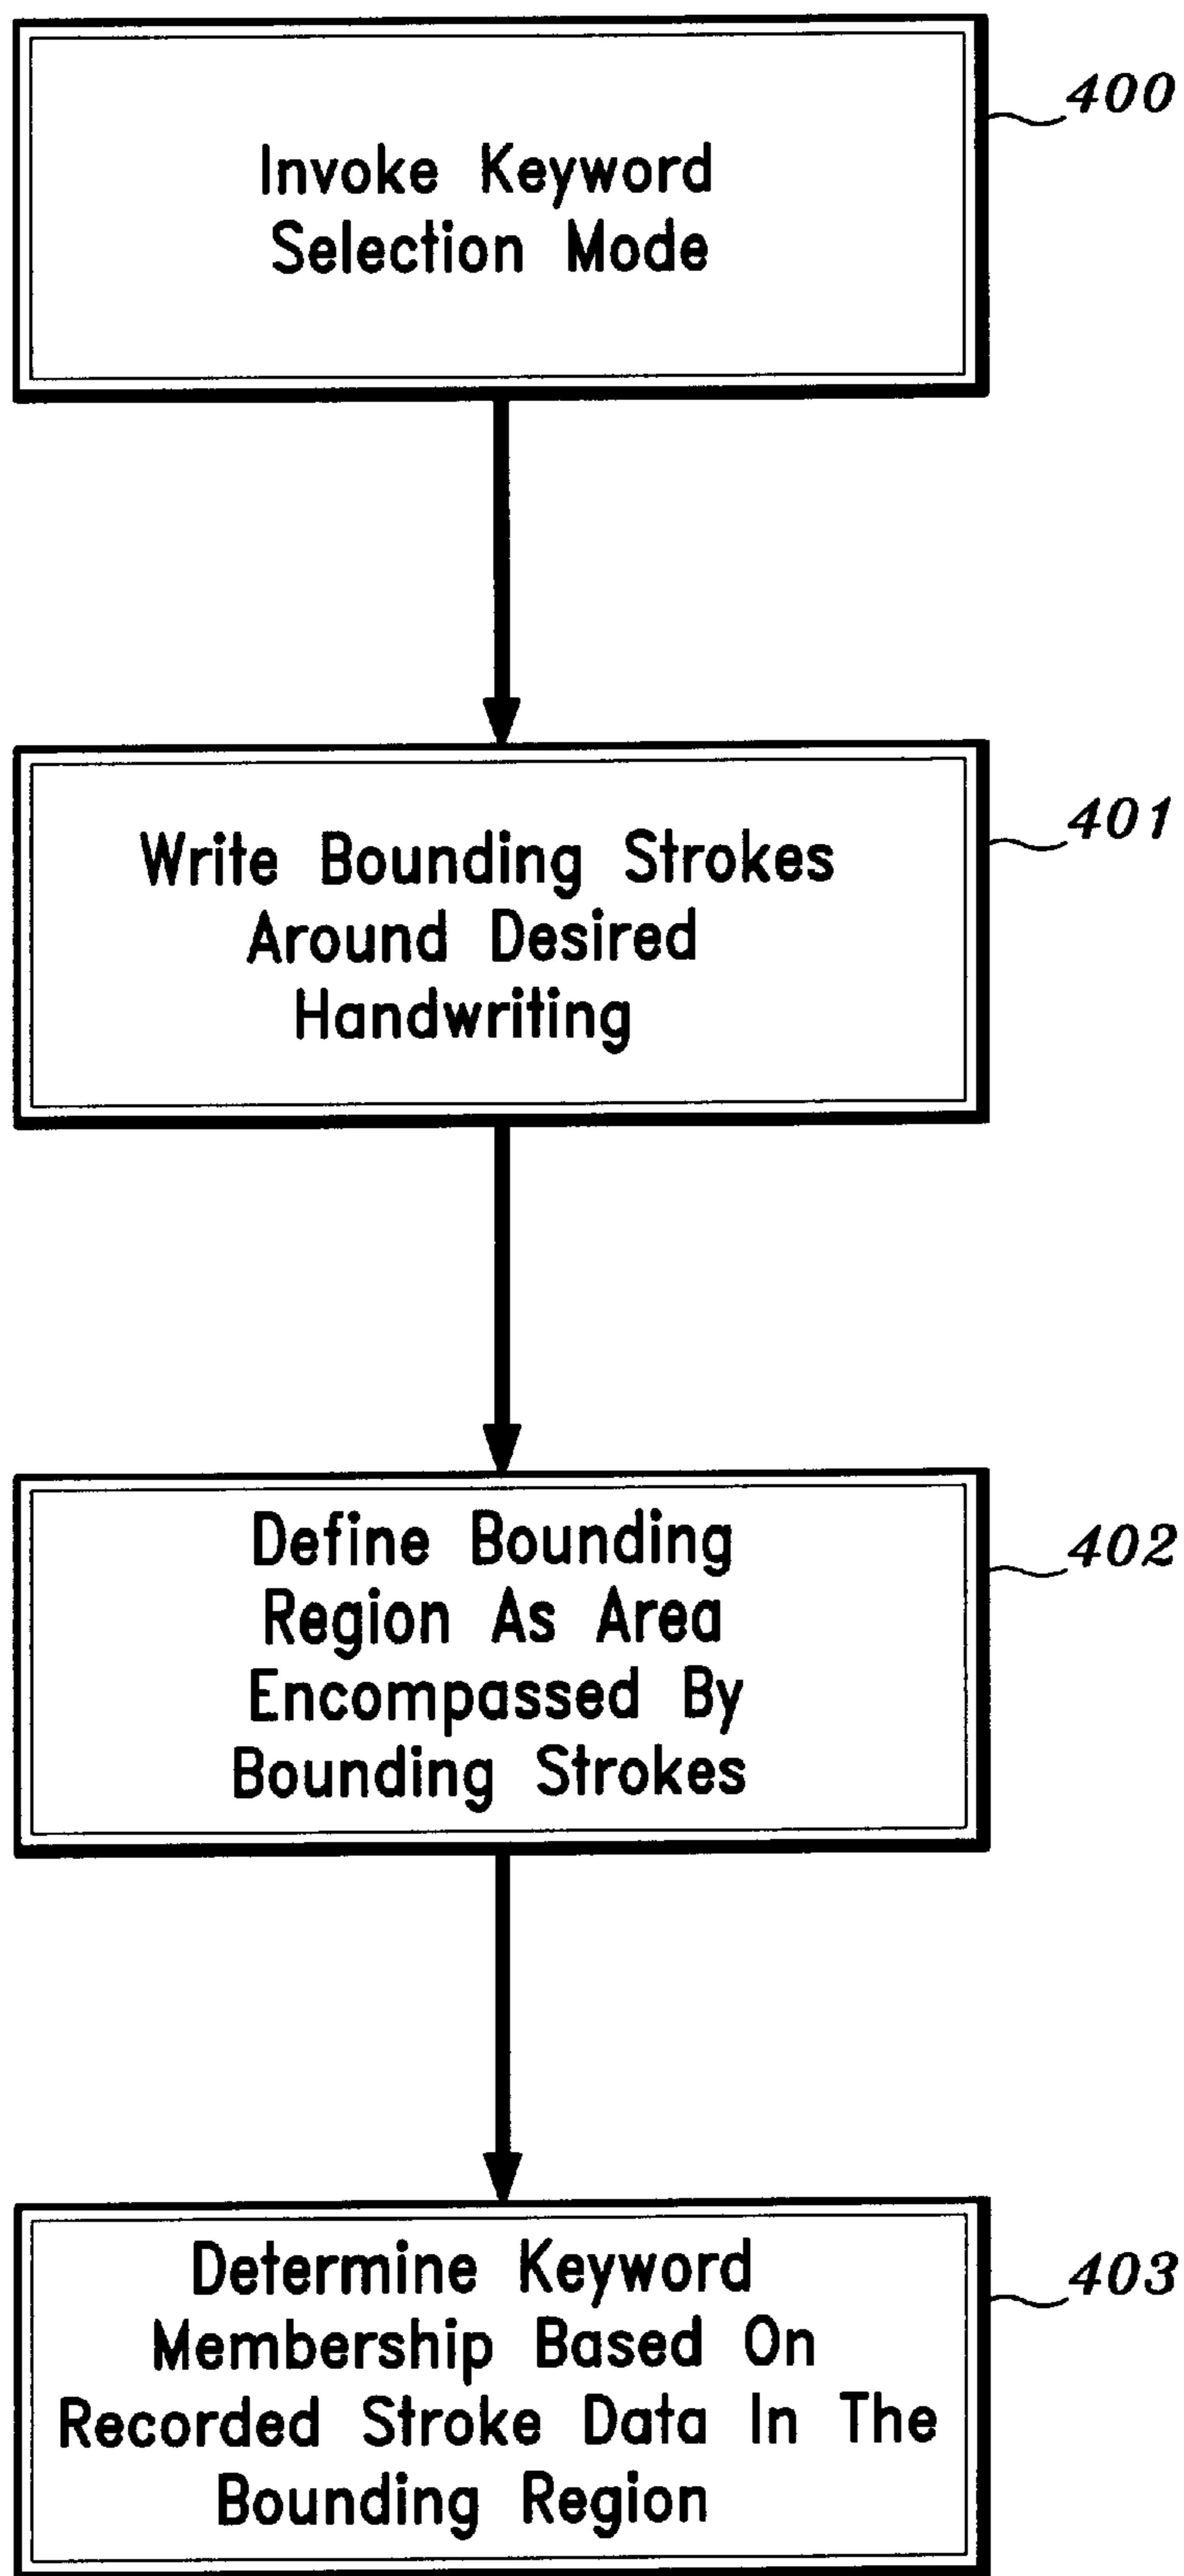 Invoke Keyword
Selection Mode
400
Write Bounding Strokes
Around Desired
Handwriting
401
Define Bounding
Region As Area
Encompassed By
Bounding Strokes
402
Determine Keyword
Membership Based On
Recorded Stroke Data In The
Bounding Region
403